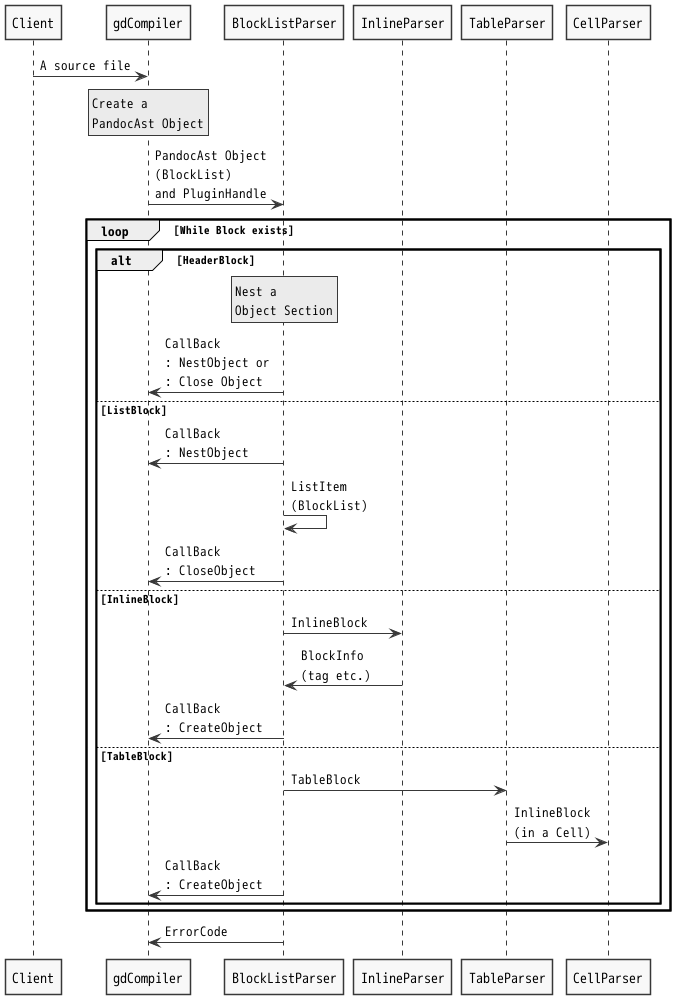 Client
gdCompiler
BlockListParser
InlineParser
TableParser
CellParser
A source file
Create a
PandocAst Object
PandocAst Object
(BlockList)
and PluginHandle
loop
[While Block exists]
alt
[HeaderBlock]
Nest a
Object Section
CallBack
: NestObject or
: Close Object
[ListBlock]
CallBack
: NestObject
ListItem
(BlockList)
CallBack
: CloseObject
[InlineBlock]
InlineBlock
BlockInfo
(tag etc.)
CallBack
: CreateObject
[TableBlock]
TableBlock
InlineBlock
(in a Cell)
CallBack
: CreateObject
ErrorCode
Client
gdCompiler
BlockListParser
InlineParser
TableParser
CellParser